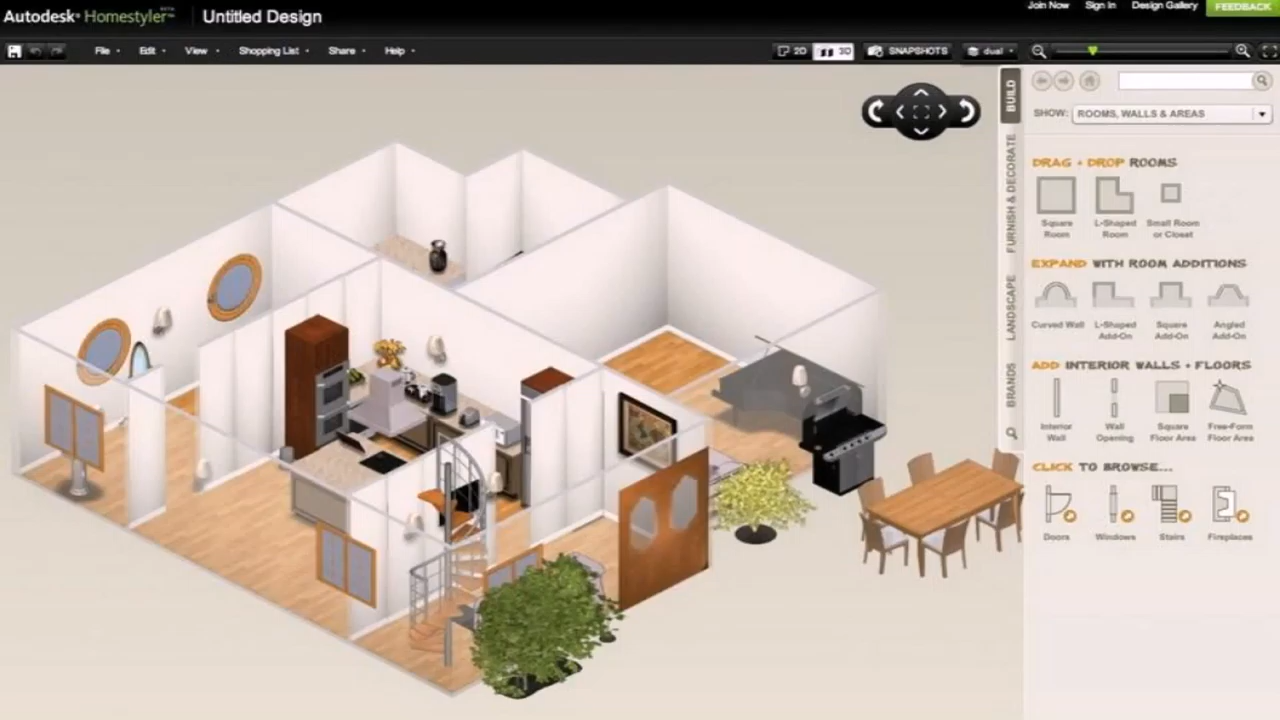 Autodesk® Homestyler™ BETA
Untitled Design
Join Now Sign In Design Gallery FEEDBACK
File Edit View Shopping List Share Help
2D 3D SNAPSHOTS dual
BUILD
FURNISH & DECORATE
LANDSCAPE
BRANDS
SHOW: ROOMS, WALLS & AREAS
DRAG + DROP ROOMS
Square Room
L-Shaped Room
Small Room or Closet
EXPAND WITH ROOM ADDITIONS
Curved Wall
L-Shaped Add-On
Square Add-On
Angled Add-On
ADD INTERIOR WALLS + FLOORS
Interior Wall
Wall Opening
Square Floor Area
Free-Form Floor Area
CLICK TO BROWSE...
Doors Windows Stairs Fireplaces